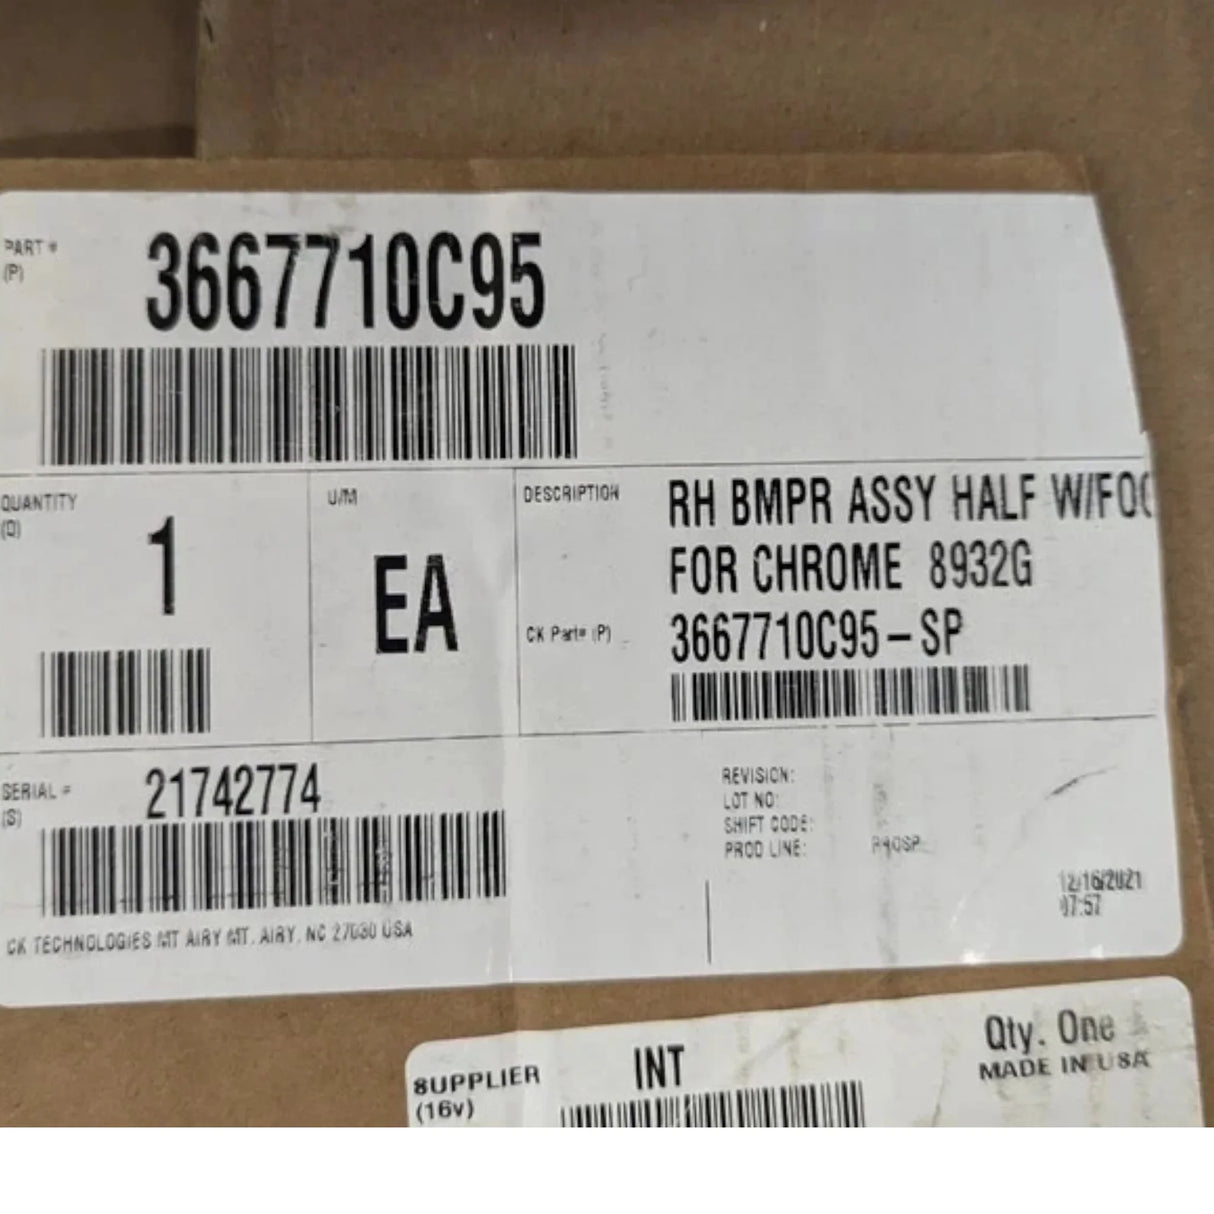 PART #
(P)
3667710C95
QUANTITY
(Q)
1
U/M
EA
DESCRIPTION
RH BMPR ASSY HALF
FOR CHROME 8932G
CK Part# (P)
3667710C95-SP
SERIAL #
(S)
21742774
REVISION:
LOT NO:
SHIFT CODE:
PROD LINE:
12/16/2021
07:57
CK TECHNOLOGIES MT AIRY MT. AIRY, NC 27030 USA
SUPPLIER
(16v)
INT
Qty. One
MADE IN USA